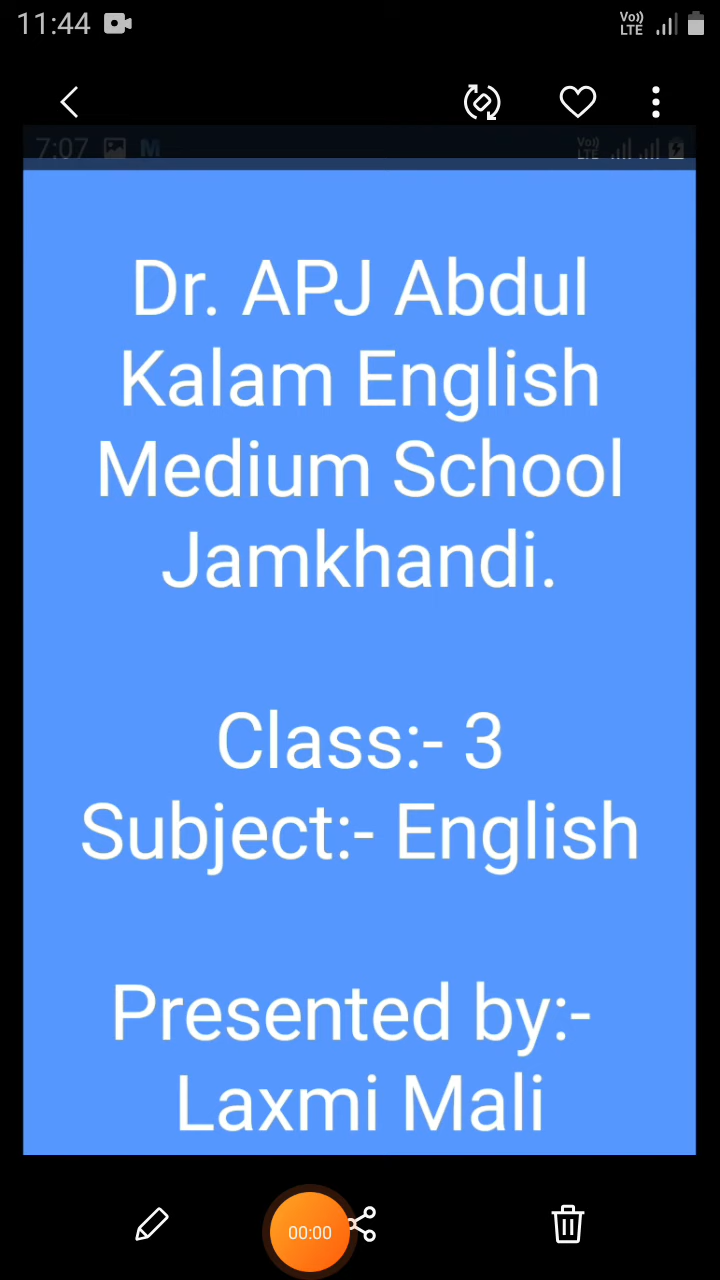 11:44
Vo))
LTE
7:07
M
Vo))
LTE
Dr. APJ Abdul
Kalam English
Medium School
Jamkhandi.
Class:- 3
Subject:- English
Presented by:-
Laxmi Mali
00:00